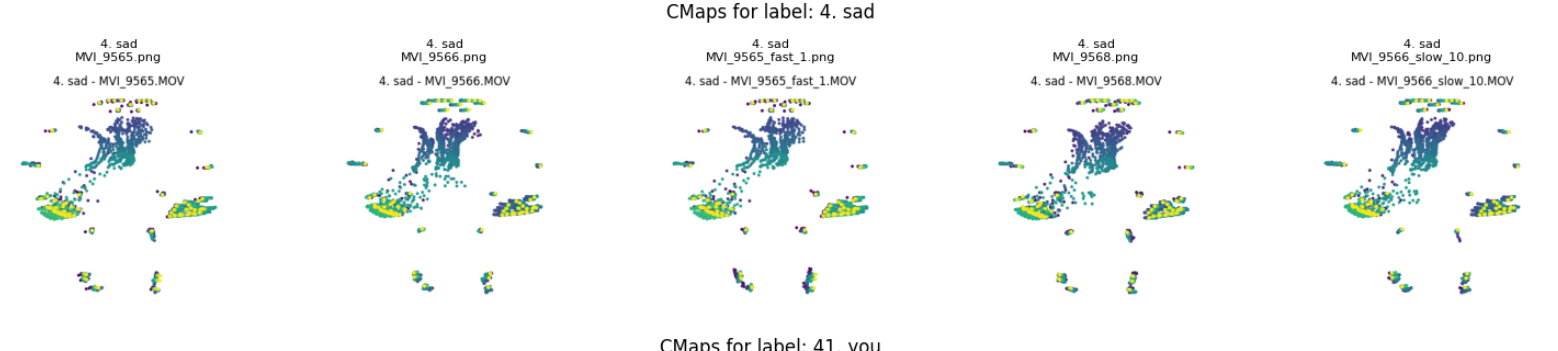 CMaps for label: 4. sad
4. sad
MVI_9565.png
4. sad - MVI_9565.MOV
4. sad
MVI_9566.png
4. sad - MVI_9566.MOV
4. sad
MVI_9565_fast_1.png
4. sad - MVI_9565_fast_1.MOV
4. sad
MVI_9568.png
4. sad - MVI_9568.MOV
4. sad
MVI_9566_slow_10.png
4. sad - MVI_9566_slow_10.MOV
CMaps for label: 41. you